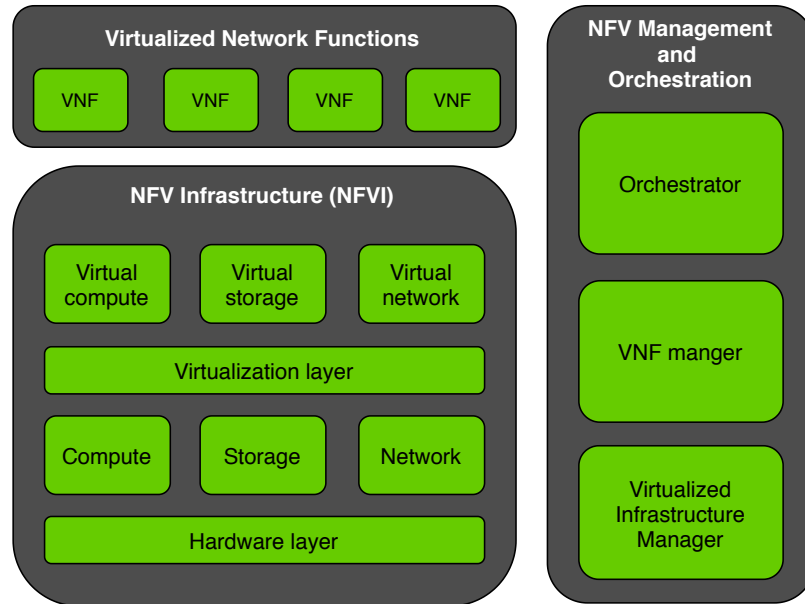 Virtualized Network Functions
VNF VNF VNF VNF
NFV Infrastructure (NFVI)
Virtual compute
Virtual storage
Virtual network
Virtualization layer
Compute Storage Network
Hardware layer
NFV Management
and
Orchestration
Orchestrator
VNF manger
Virtualized
Infrastructure
Manager